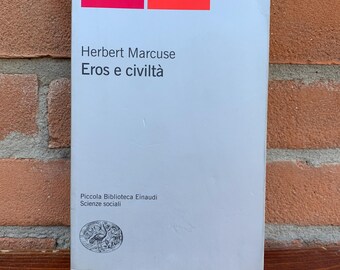 Herbert Marcuse
Eros e civiltà
Piccola Biblioteca Einaudi
Scienze sociali